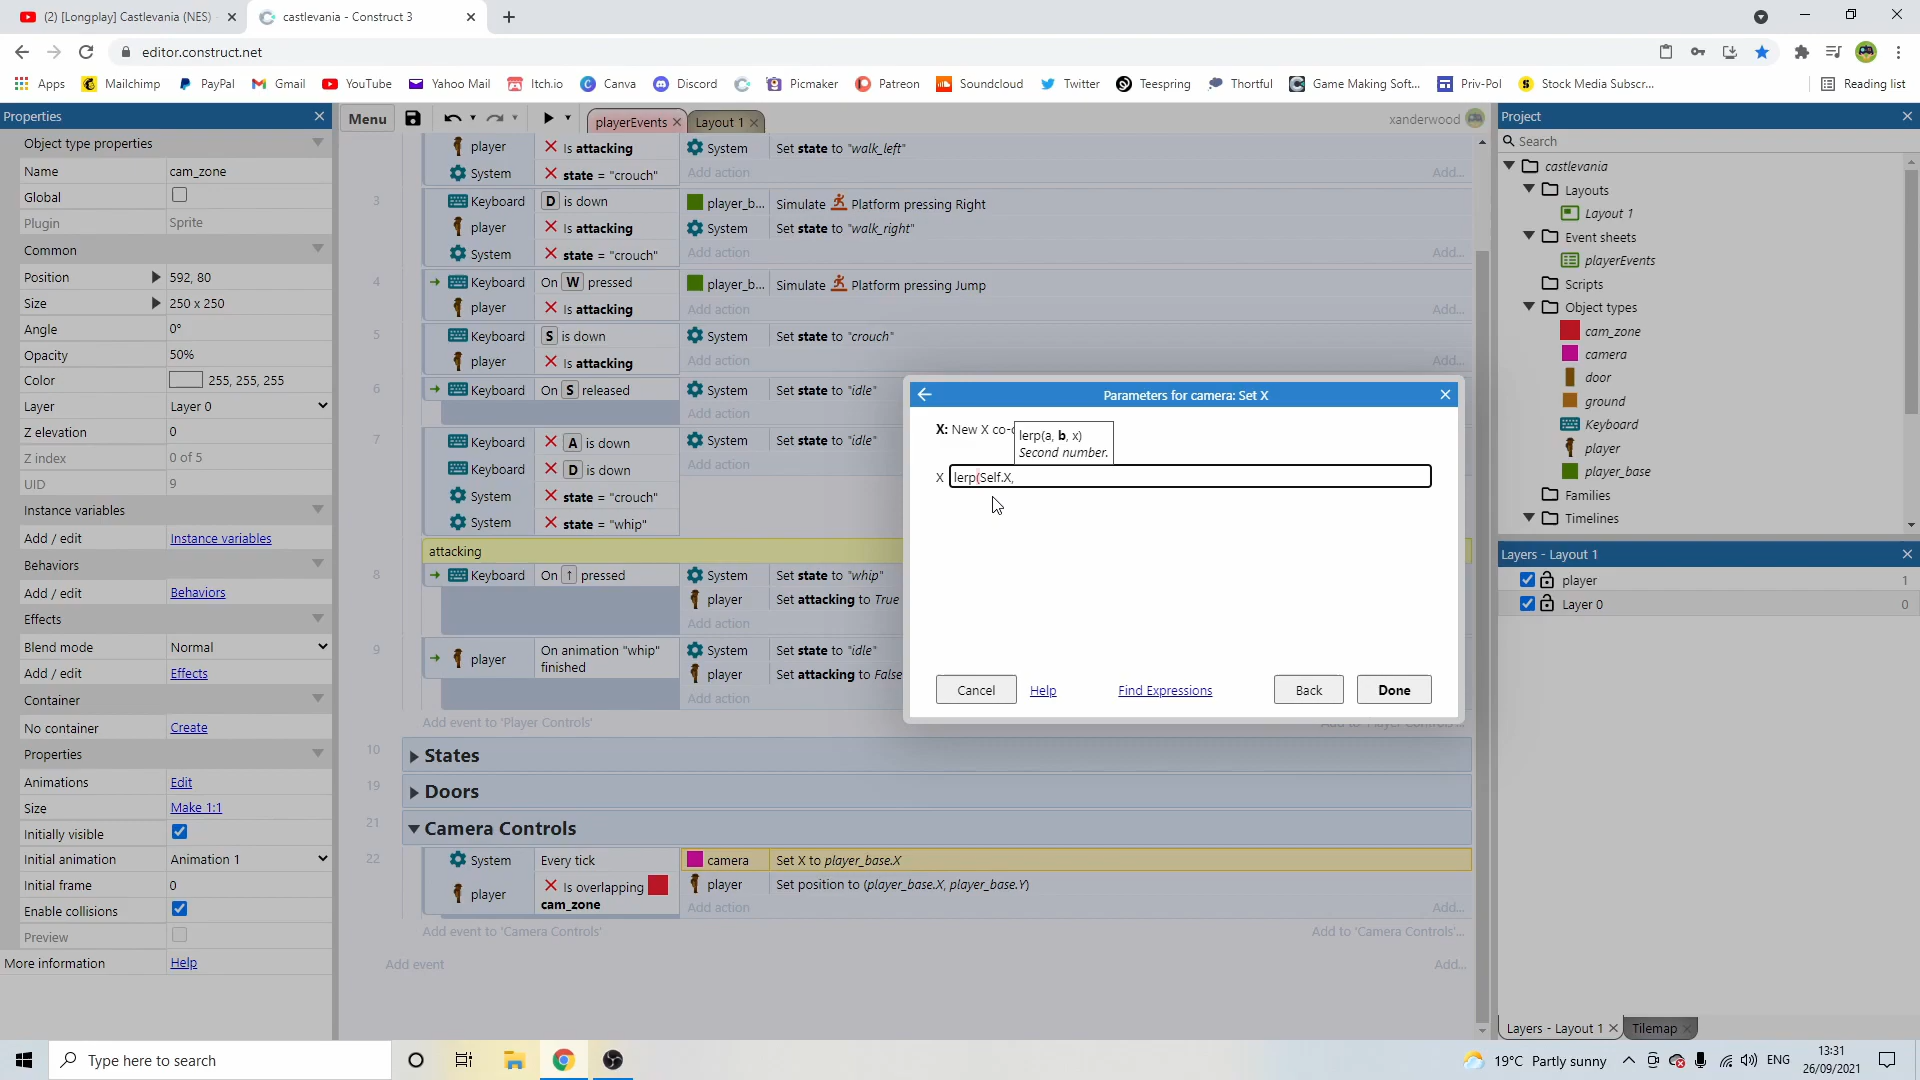 (2) [Longplay] Castlevania (NES)
castlevania - Construct 3
editor.construct.net
Apps
Mailchimp
PayPal
Gmail
YouTube
Yahoo Mail
Itch.io
Canva
Discord
Picmaker
Patreon
Soundcloud
Twitter
Teespring
Thortful
Game Making Soft...
Priv-Pol
Stock Media Subscr...
Reading list
Properties
Object type properties
Name cam_zone
Global
Plugin Sprite
Common
Position 592, 80
Size 250 x 250
Angle 0°
Opacity 50%
Color 255, 255, 255
Layer Layer 0
Z elevation 0
Z index 0 of 5
UID 9
Instance variables
Add / edit Instance variables
Behaviors
Add / edit Behaviors
Effects
Blend mode Normal
Add / edit Effects
Container
No container Create
Properties
Animations Edit
Size Make 1:1
Initially visible
Initial animation Animation 1
Initial frame 0
Enable collisions
Preview
More information Help
Menu
playerEvents
Layout 1
xanderwood
player Is attacking System Set state to "walk_left"
System state = "crouch" Add action Add...
3 Keyboard D is down player_b... Simulate Platform pressing Right
player Is attacking System Set state to "walk_right"
System state = "crouch" Add action Add...
4 Keyboard On W pressed player_b... Simulate Platform pressing Jump
player Is attacking Add action Add...
5 Keyboard S is down System Set state to "crouch"
player Is attacking Add action Add...
6 Keyboard On S released System Set state to "idle"
Add action
7 Keyboard A is down System Set state to "idle"
Keyboard D is down Add action
System state = "crouch"
System state = "whip"
attacking
8 Keyboard On ↑ pressed System Set state to "whip"
player Set attacking to True
Add action
9 player On animation "whip" finished System Set state to "idle"
player Set attacking to False
Add action
Add event to 'Player Controls' Add to 'Player Controls'...
10 States
19 Doors
21 Camera Controls
22 System Every tick camera Set X to player_base.X
player Is overlapping cam_zone player Set position to (player_base.X, player_base.Y)
Add action Add...
Add event to 'Camera Controls' Add to 'Camera Controls'...
Add event Add...
Parameters for camera: Set X
X: New X co-
lerp(a, b, x)
Second number.
X lerp(Self.X,
Cancel
Help
Find Expressions
Back
Done
Project
Search
castlevania
Layouts
Layout 1
Event sheets
playerEvents
Scripts
Object types
cam_zone
camera
door
ground
Keyboard
player
player_base
Families
Timelines
Layers - Layout 1
player 1
Layer 0 0
Layers - Layout 1
Tilemap
Type here to search
19°C Partly sunny
ENG
13:31
26/09/2021